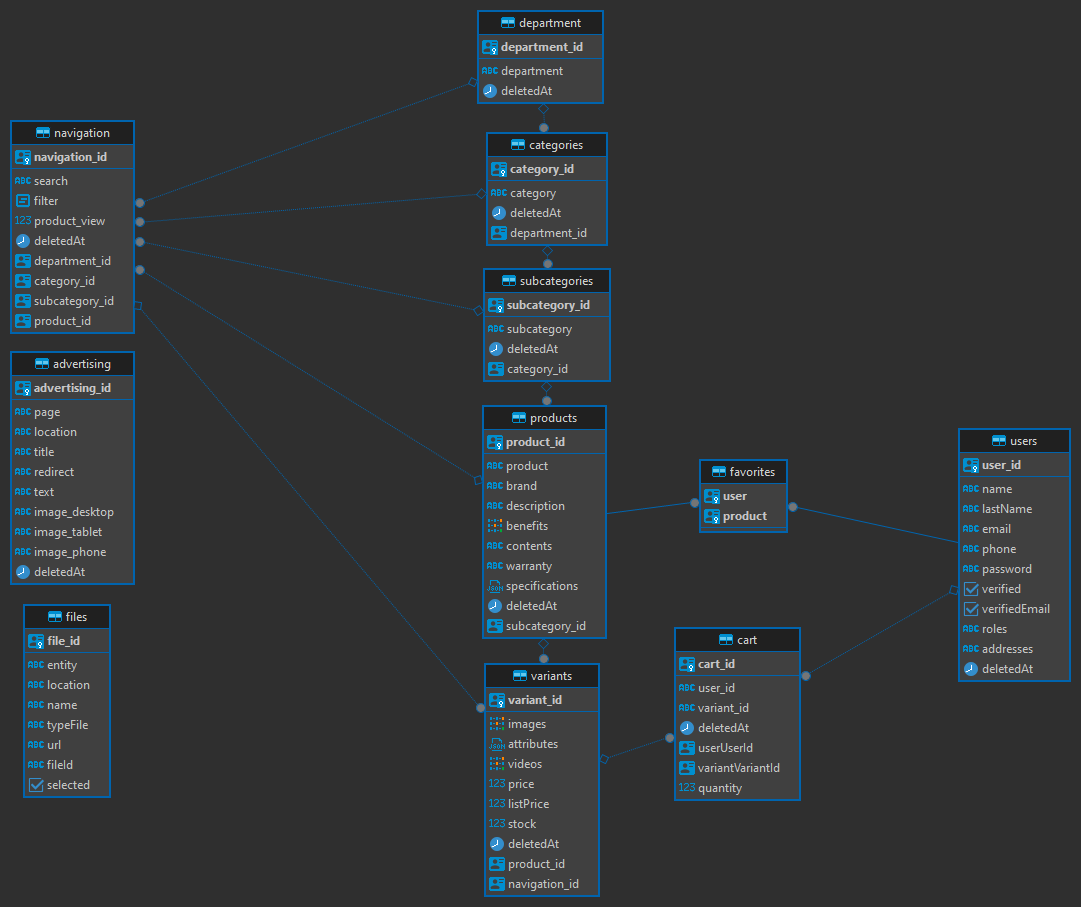 department
department_id
ABC department
deletedAt
navigation
navigation_id
ABC search
filter
123 product_view
deletedAt
department_id
category_id
subcategory_id
product_id
categories
category_id
ABC category
deletedAt
department_id
subcategories
subcategory_id
ABC subcategory
deletedAt
category_id
advertising
advertising_id
ABC page
ABC location
ABC title
ABC redirect
ABC text
ABC image_desktop
ABC image_tablet
ABC image_phone
deletedAt
products
product_id
ABC product
ABC brand
ABC description
benefits
ABC contents
ABC warranty
JSON specifications
deletedAt
subcategory_id
favorites
user
product
users
user_id
ABC name
ABC lastName
ABC email
ABC phone
ABC password
verified
verifiedEmail
ABC roles
ABC addresses
deletedAt
files
file_id
ABC entity
ABC location
ABC name
ABC typeFile
ABC url
ABC fileId
selected
variants
variant_id
images
JSON attributes
videos
123 price
123 listPrice
123 stock
deletedAt
product_id
navigation_id
cart
cart_id
ABC user_id
ABC variant_id
deletedAt
userUserId
variantVariantId
123 quantity